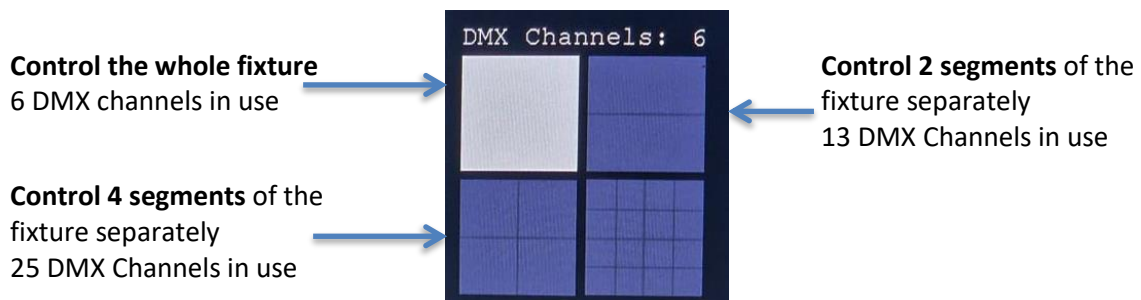 DMX Channels: 6
Control the whole fixture
6 DMX channels in use
Control 2 segments of the
fixture separately
13 DMX Channels in use
Control 4 segments of the
fixture separately
25 DMX Channels in use